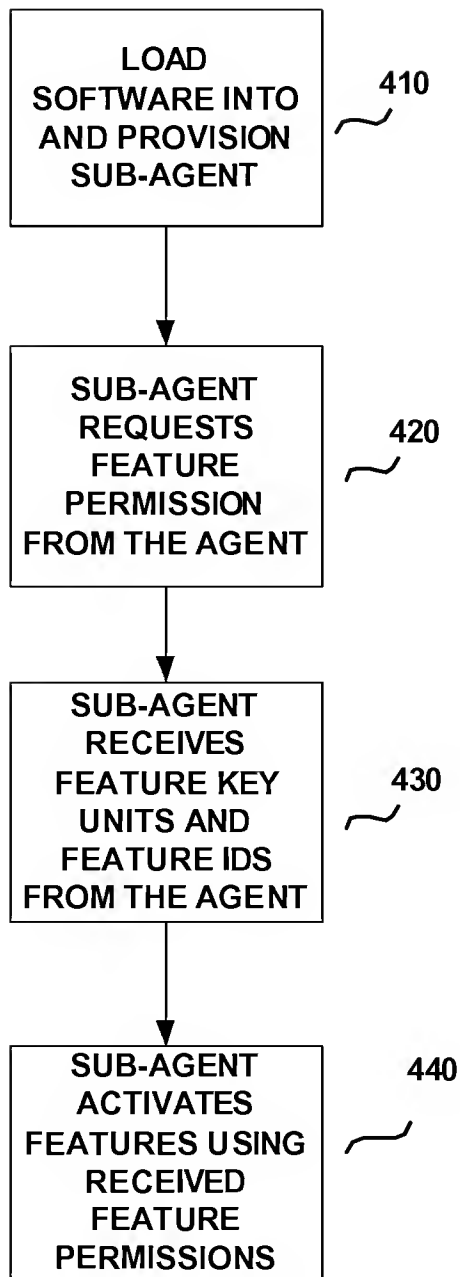 LOAD
SOFTWARE INTO
AND PROVISION
SUB-AGENT
410
SUB-AGENT
REQUESTS
FEATURE
PERMISSION
FROM THE AGENT
420
SUB-AGENT
RECEIVES
FEATURE KEY
UNITS AND
FEATURE IDS
FROM THE AGENT
430
SUB-AGENT
ACTIVATES
FEATURES USING
RECEIVED
FEATURE
PERMISSIONS
440